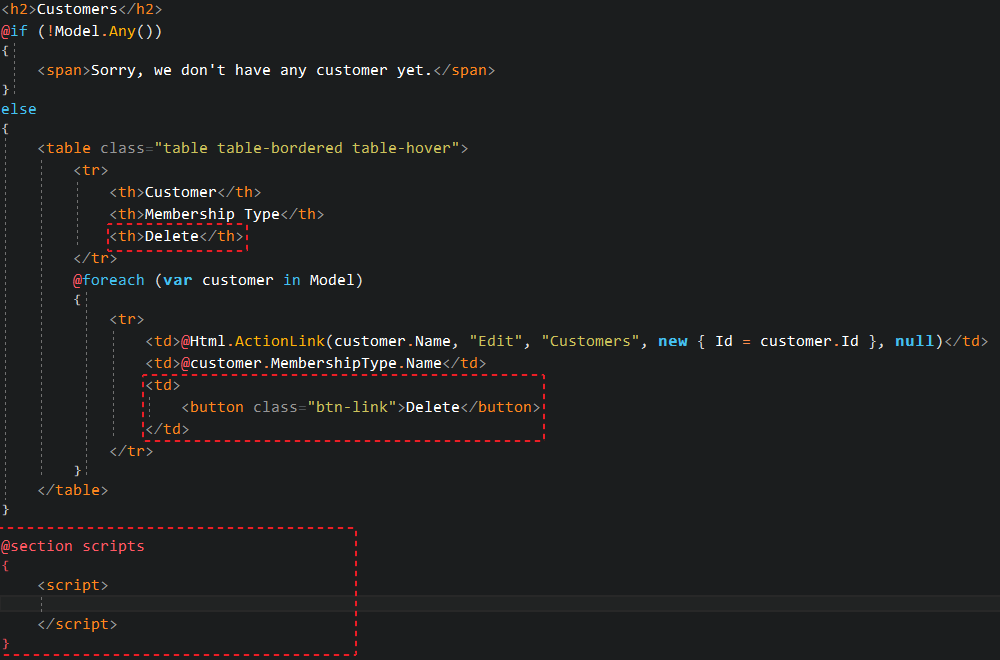 <h2>Customers</h2>
@if (!Model.Any())
{
    <span>Sorry, we don't have any customer yet.</span>
}
else
{
    <table class="table table-bordered table-hover">
        <tr>
            <th>Customer</th>
            <th>Membership Type</th>
            <th>Delete</th>
        </tr>
        @foreach (var customer in Model)
        {
            <tr>
                <td>@Html.ActionLink(customer.Name, "Edit", "Customers", new { Id = customer.Id }, null)</td>
                <td>@customer.MembershipType.Name</td>
                <td>
                    <button class="btn-link">Delete</button>
                </td>
            </tr>
        }
    </table>
}
@section scripts
{
    <script>
    </script>
}